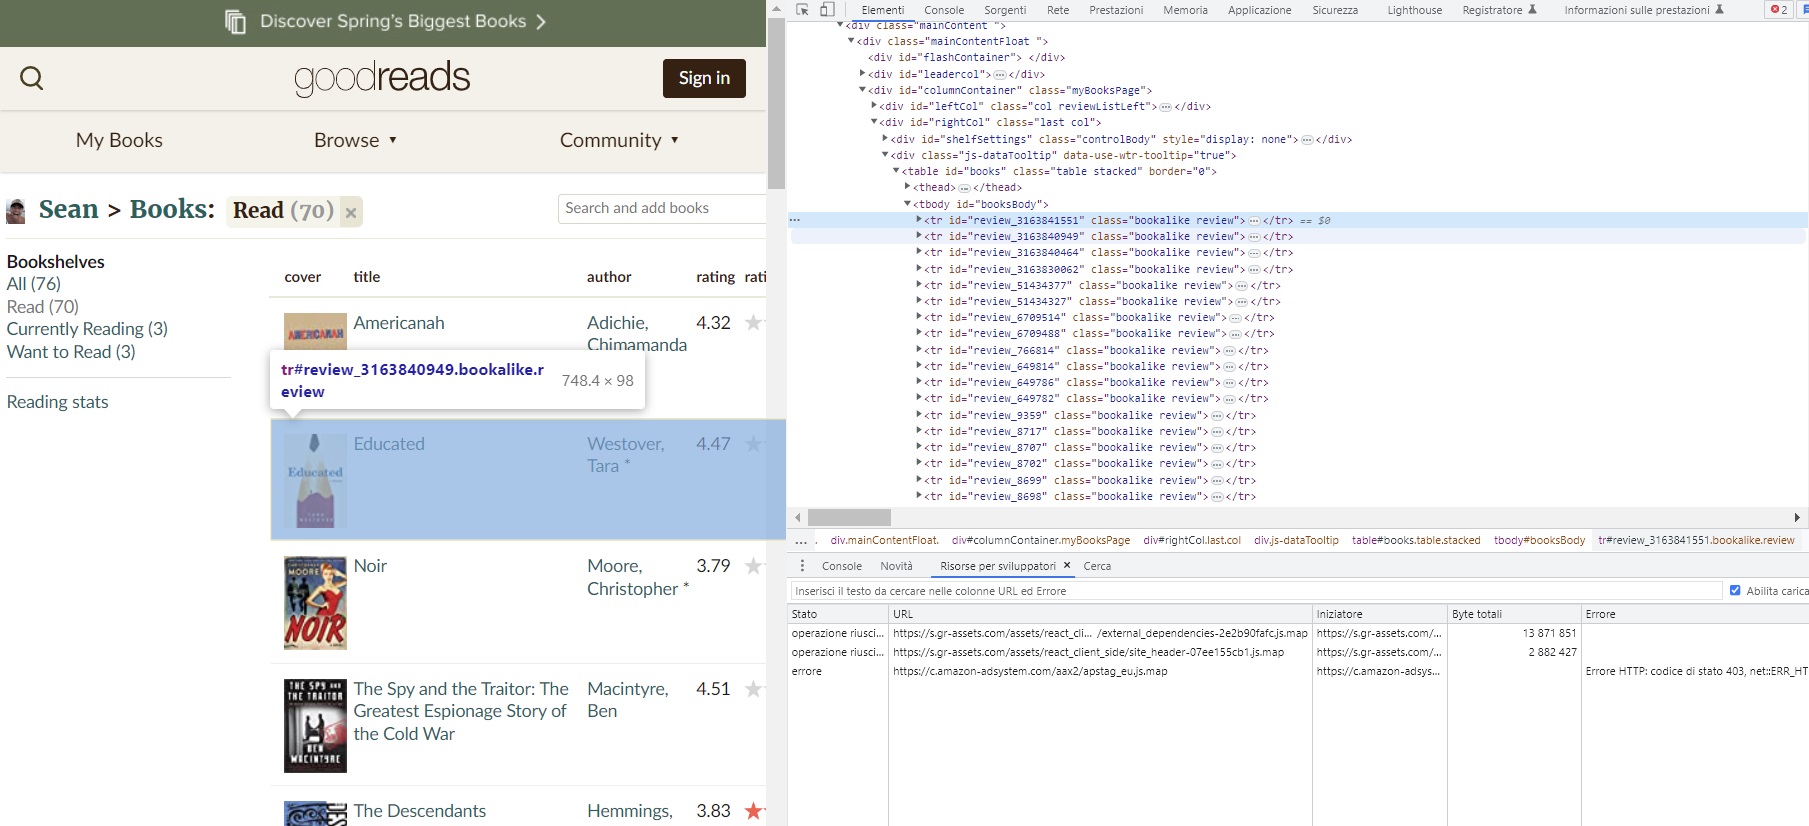 Discover Spring's Biggest Books
goodreads
Sign in
My Books
Browse ▼
Community ▼
Sean > Books: Read (70) ×
Search and add books
Bookshelves
All (76)
Read (70)
Currently Reading (3)
Want to Read (3)
Reading stats
cover title author rating rati
AMERICANAH
Americanah
Adichie,
Chimamanda
4.32
tr#review_3163840949.bookalike.r
eview
748.4 × 98
Educated
Educated
Westover,
Tara *
4.47
MOORE
NOIR
Noir
Moore,
Christopher *
3.79
THE SPY AND
THE TRAITOR
BEN
MACINTYRE
The Spy and the Traitor: The
Greatest Espionage Story of
the Cold War
Macintyre,
Ben
4.51
The Descendants
Hemmings,
3.83
Elementi Console Sorgenti Rete Prestazioni Memoria Applicazione Sicurezza Lighthouse Registratore Informazioni sulle prestazioni 2
<div class="mainContent ">
<div class="mainContentFloat ">
<div id="flashContainer"> </div>
<div id="leadercol"> … </div>
<div id="columnContainer" class="myBooksPage">
<div id="leftCol" class="col reviewListLeft"> … </div>
<div id="rightCol" class="last col">
<div id="shelfSettings" class="controlBody" style="display: none"> … </div>
<div class="js-dataTooltip" data-use-wtr-tooltip="true">
<table id="books" class="table stacked" border="0">
<thead> … </thead>
<tbody id="booksBody">
<tr id="review_3163841551" class="bookalike review"> … </tr> == $0
<tr id="review_3163840949" class="bookalike review"> … </tr>
<tr id="review_3163840464" class="bookalike review"> … </tr>
<tr id="review_3163830062" class="bookalike review"> … </tr>
<tr id="review_51434377" class="bookalike review"> … </tr>
<tr id="review_51434327" class="bookalike review"> … </tr>
<tr id="review_6709514" class="bookalike review"> … </tr>
<tr id="review_6709488" class="bookalike review"> … </tr>
<tr id="review_766814" class="bookalike review"> … </tr>
<tr id="review_649814" class="bookalike review"> … </tr>
<tr id="review_649786" class="bookalike review"> … </tr>
<tr id="review_649782" class="bookalike review"> … </tr>
<tr id="review_9359" class="bookalike review"> … </tr>
<tr id="review_8717" class="bookalike review"> … </tr>
<tr id="review_8707" class="bookalike review"> … </tr>
<tr id="review_8702" class="bookalike review"> … </tr>
<tr id="review_8699" class="bookalike review"> … </tr>
<tr id="review_8698" class="bookalike review"> … </tr>
… div.mainContentFloat. div#columnContainer.myBooksPage div#rightCol.last.col div.js-dataTooltip table#books.table.stacked tbody#booksBody tr#review_3163841551.bookalike.review
Console Novità Risorse per sviluppatori × Cerca
Inserisci il testo da cercare nelle colonne URL ed Errore
Abilita carica
Stato URL Iniziatore Byte totali Errore
operazione riusci... https://s.gr-assets.com/assets/react_cli... /external_dependencies-2e2b90fafc.js.map https://s.gr-assets.com/... 13 871 851
operazione riusci... https://s.gr-assets.com/assets/react_client_side/site_header-07ee155cb1.js.map https://s.gr-assets.com/... 2 882 427
errore https://c.amazon-adsystem.com/aax2/apstag_eu.js.map https://c.amazon-adsys... Errore HTTP: codice di stato 403, net::ERR_HT